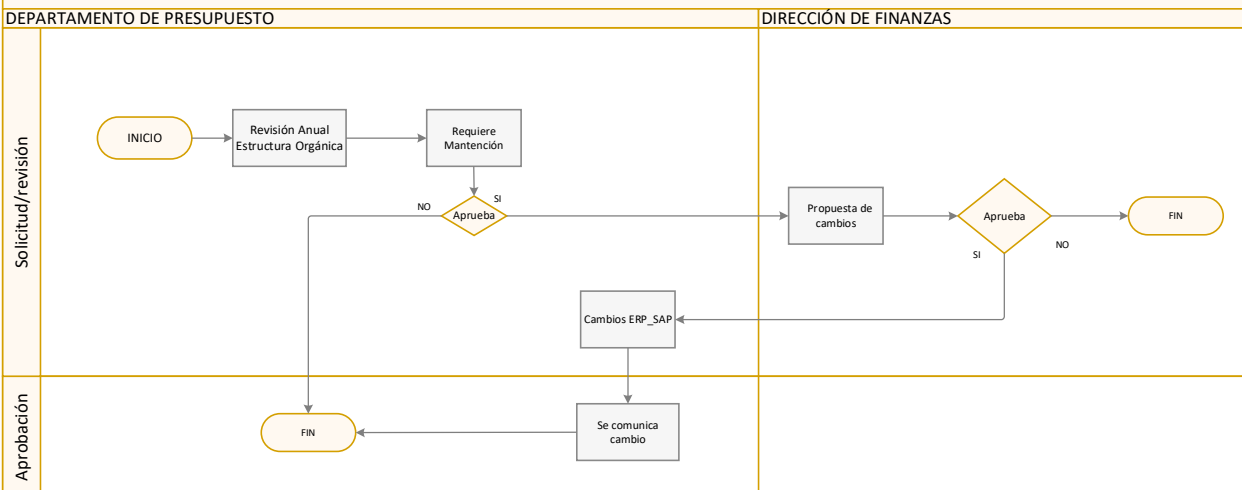 DEPARTAMENTO DE PRESUPUESTO
DIRECCIÓN DE FINANZAS
Solicitud/revisión
INICIO
Revisión Anual
Estructura Orgánica
Requiere
Mantención
NO
Aprueba
SI
Propuesta de
cambios
Aprueba
SI
NO
FIN
Cambios ERP_SAP
Aprobación
FIN
Se comunica
cambio